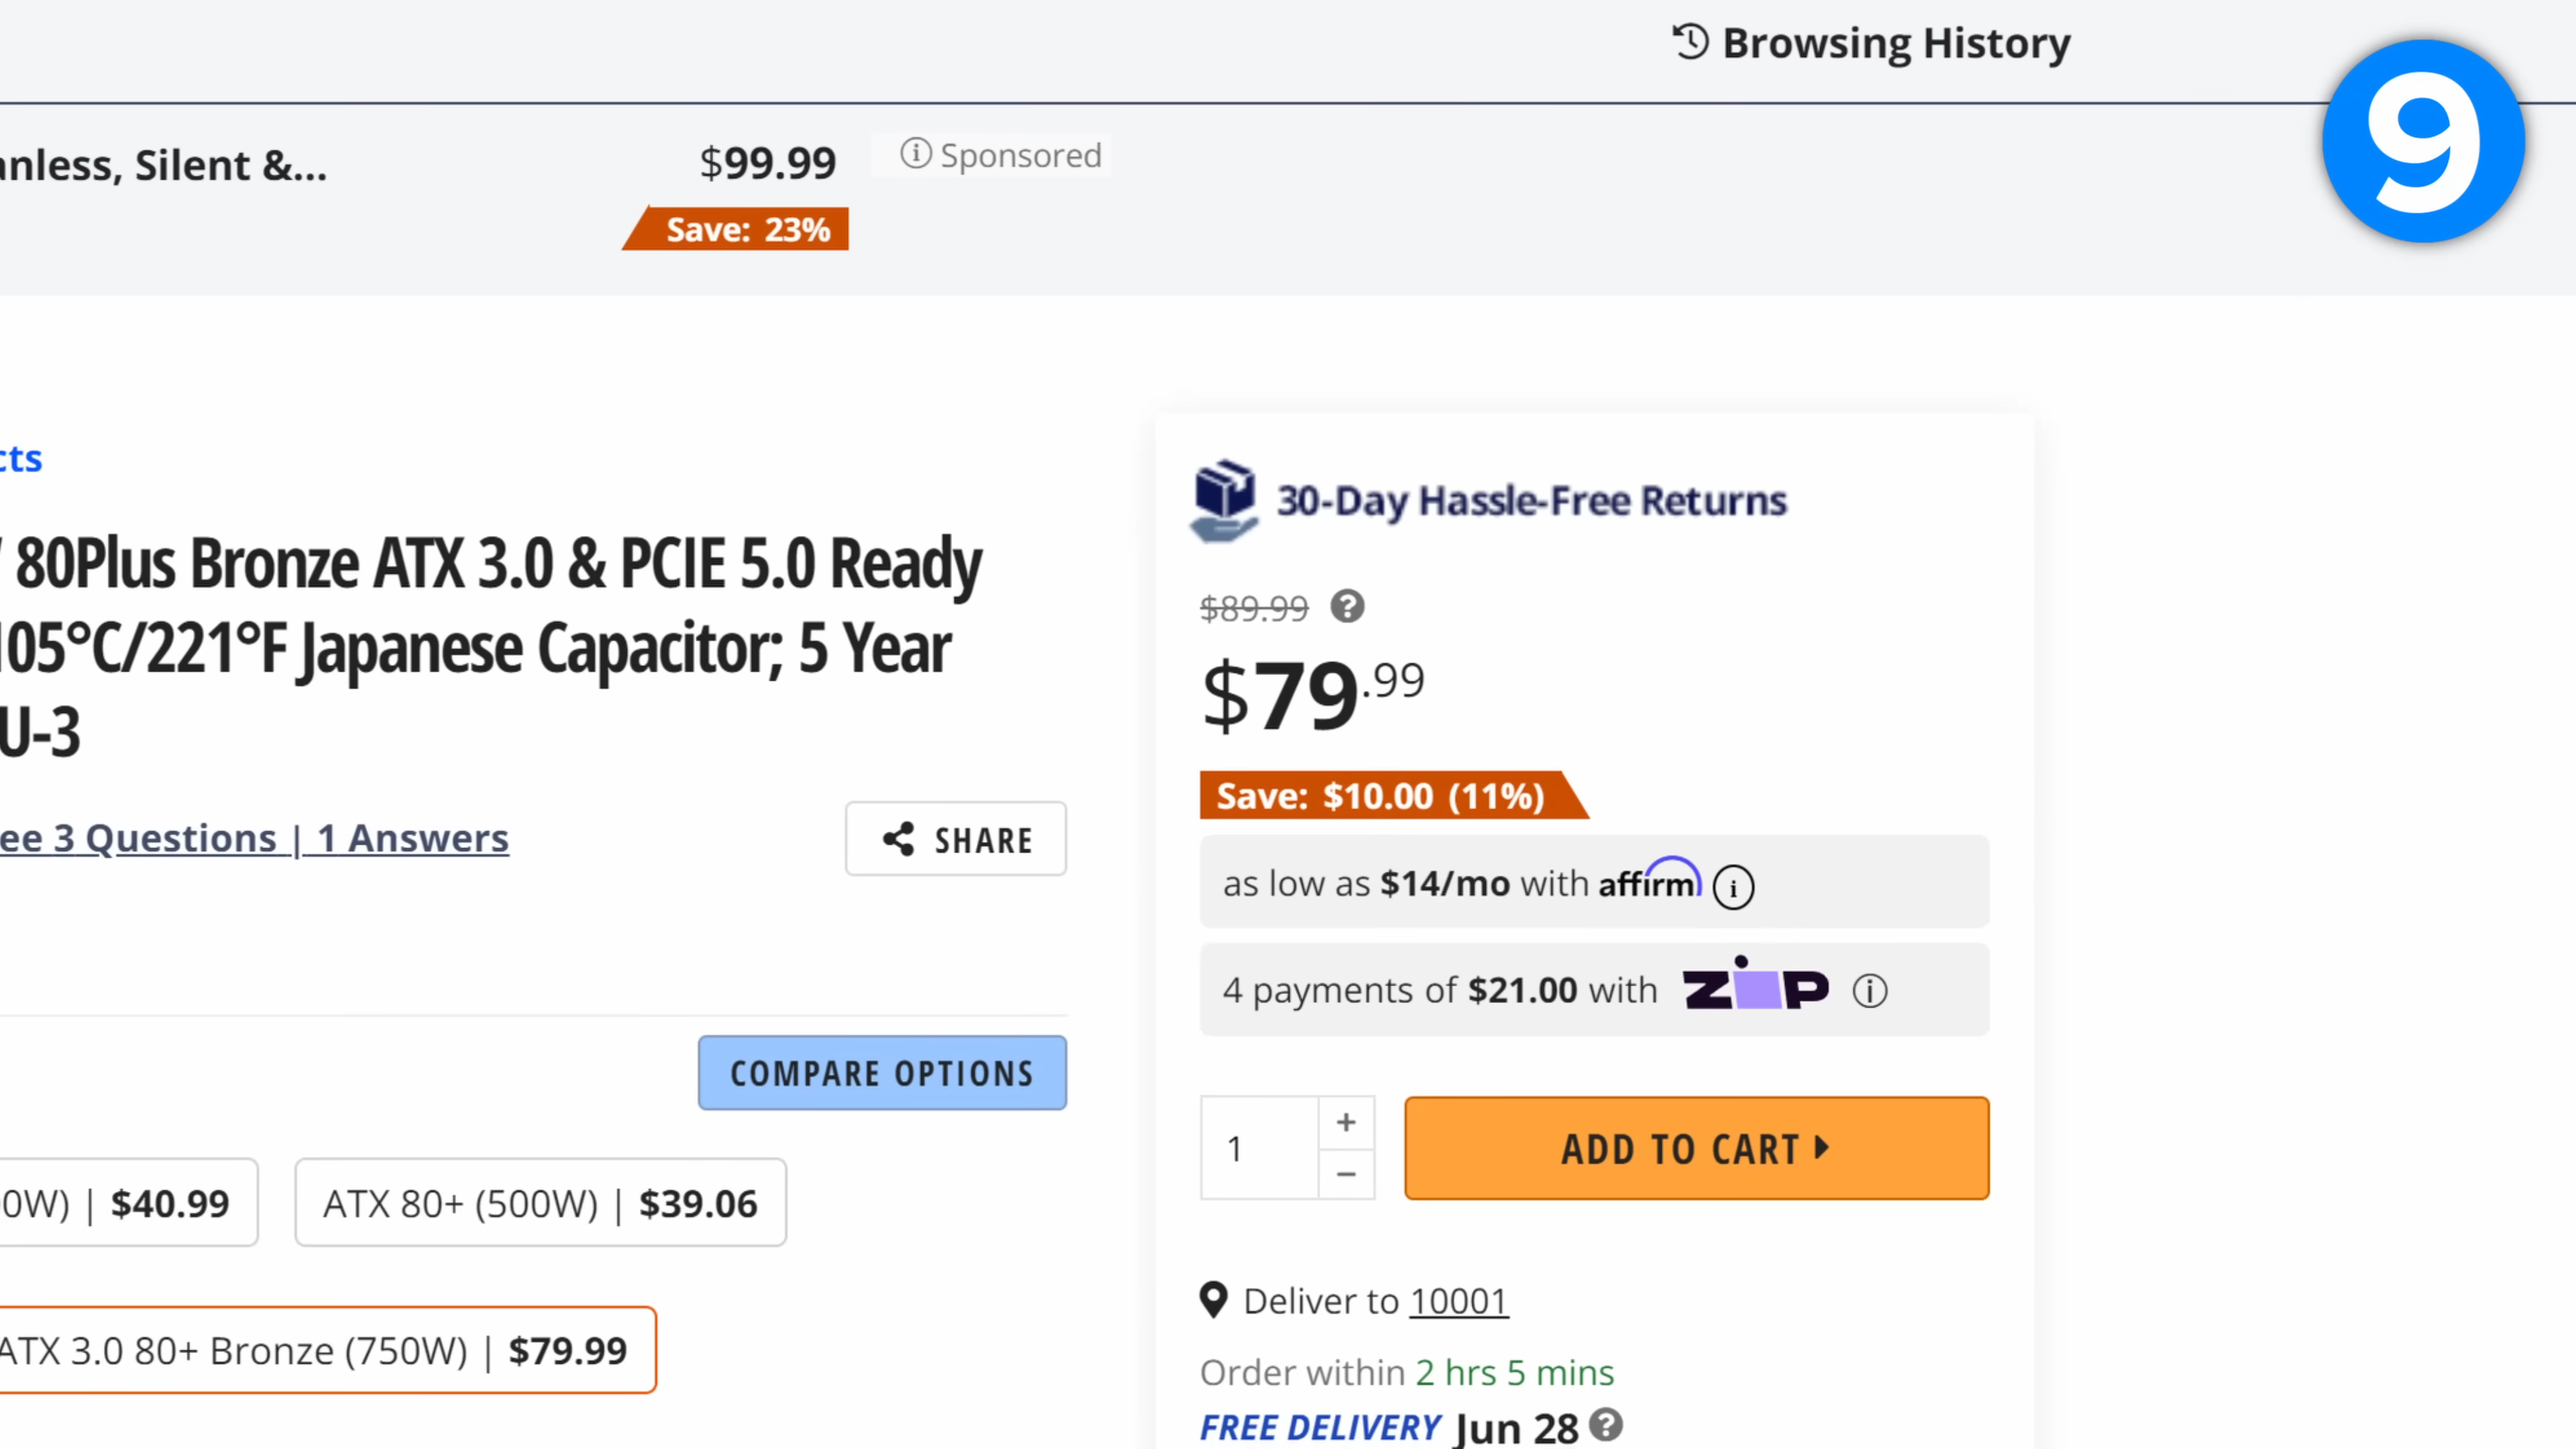 Browsing History
9
anless, Silent &...
$99.99
Sponsored
Save: 23%
cts
80Plus Bronze ATX 3.0 & PCIE 5.0 Ready
105°C/221°F Japanese Capacitor; 5 Year
U-3
ee 3 Questions | 1 Answers
SHARE
COMPARE OPTIONS
0W) | $40.99
ATX 80+ (500W) | $39.06
ATX 3.0 80+ Bronze (750W) | $79.99
30-Day Hassle-Free Returns
$89.99
$79.99
Save: $10.00 (11%)
as low as $14/mo with affirm
4 payments of $21.00 with zip
1
+
−
ADD TO CART
Deliver to 10001
Order within 2 hrs 5 mins
FREE DELIVERY Jun 28